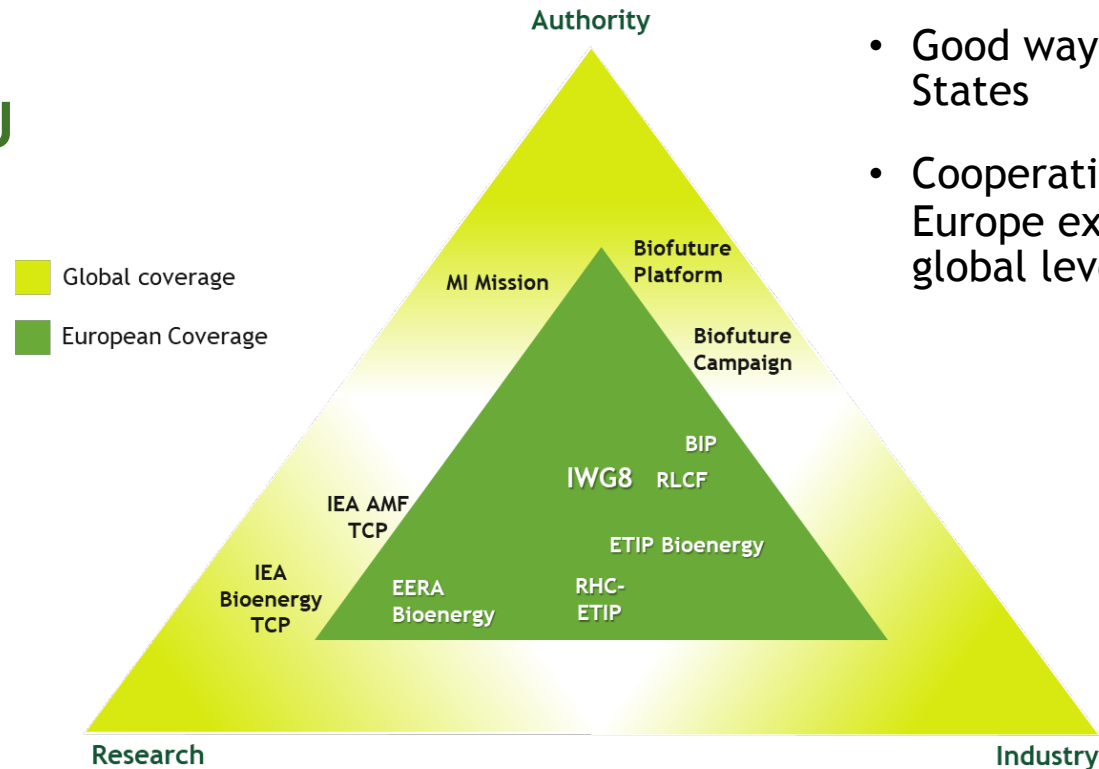 Authority
• Good way
States
• Cooperati
Europe ex
global lev
U
Global coverage
European Coverage
MI Mission
Biofuture
Platform
Biofuture
Campaign
BIP
IWG8
RLCF
ETIP Bioenergy
IEA AMF
TCP
IEA
Bioenergy
TCP
EERA
Bioenergy
RHC-
ETIP
Research
Industry